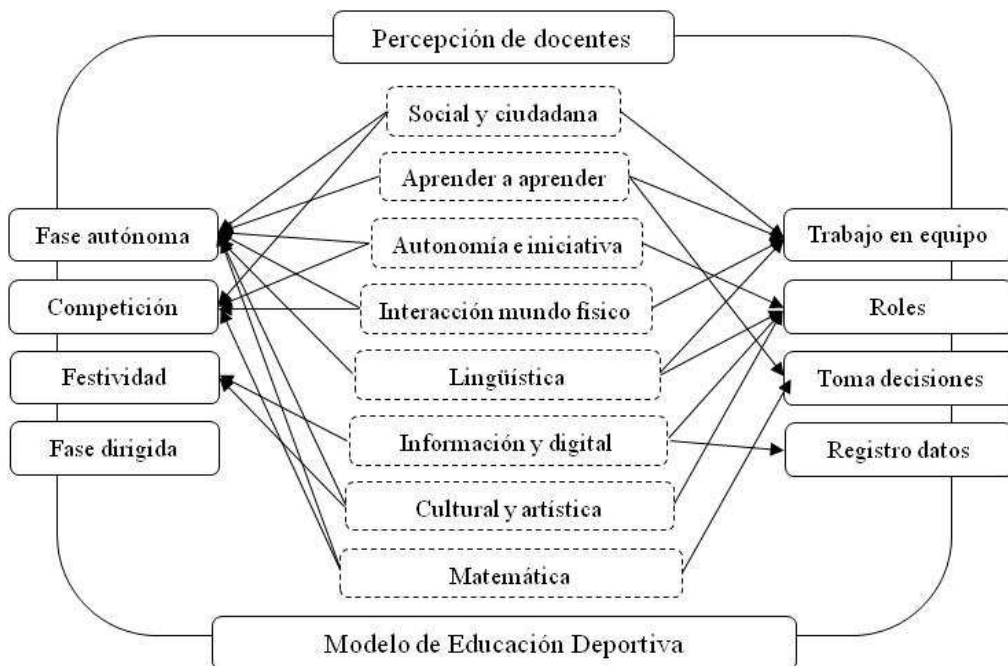 Percepción de docentes
Social y ciudadana
Aprender a aprender
Fase autónoma
Autonomía e iniciativa
Trabajo en equipo
Competición
Interacción mundo físico
Roles
Festividad
Lingüística
Toma decisiones
Fase dirigida
Información y digital
Registro datos
Cultural y artística
Matemática
Modelo de Educación Deportiva